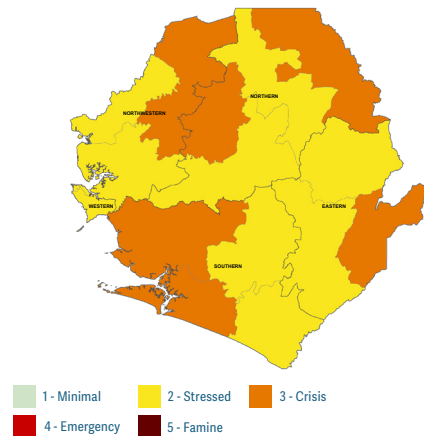 NORTHERN
NORTHWESTERN
WESTERN
EASTERN
SOUTHERN
1 - Minimal
2 - Stressed
3 - Crisis
4 - Emergency
5 - Famine